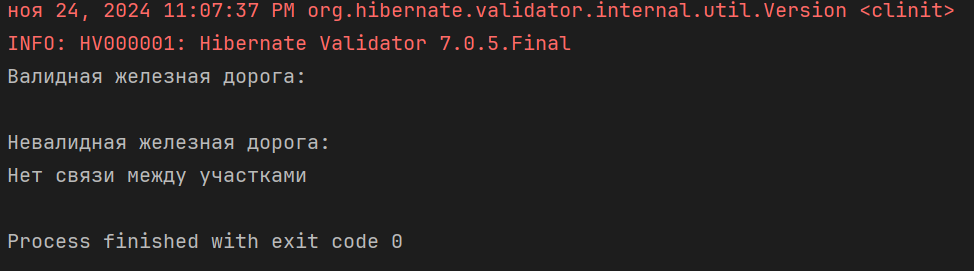 ноя 24, 2024 11:07:37 PM org.hibernate.validator.internal.util.Version <clinit>
INFO: HV000001: Hibernate Validator 7.0.5.Final
Валидная железная дорога:
Невалидная железная дорога:
Нет связи между участками
Process finished with exit code 0